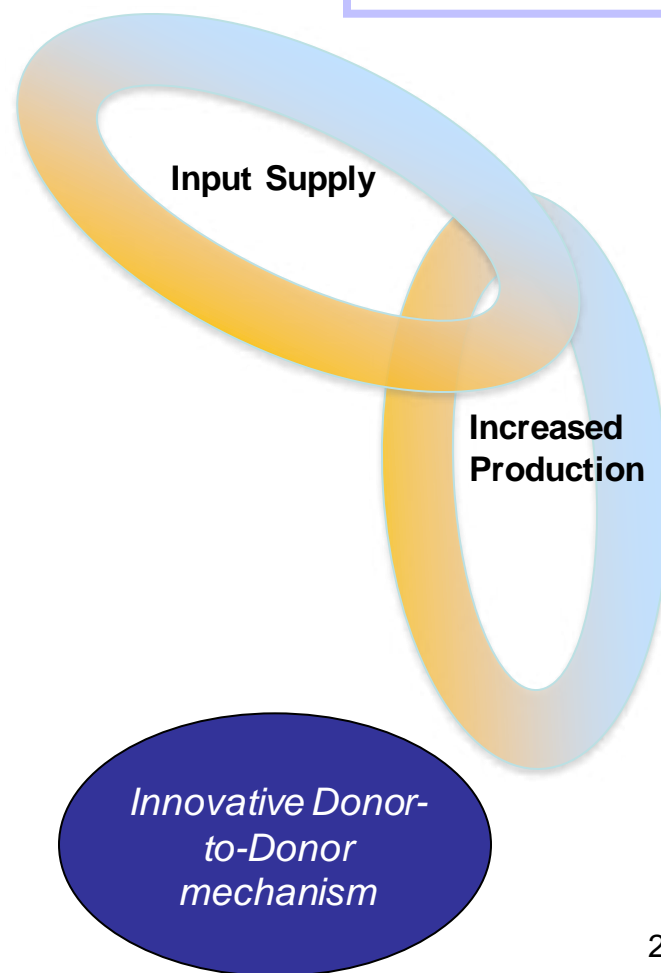 Input Supply
Increased
Production
Innovative Donor-
to-Donor
mechanism
2